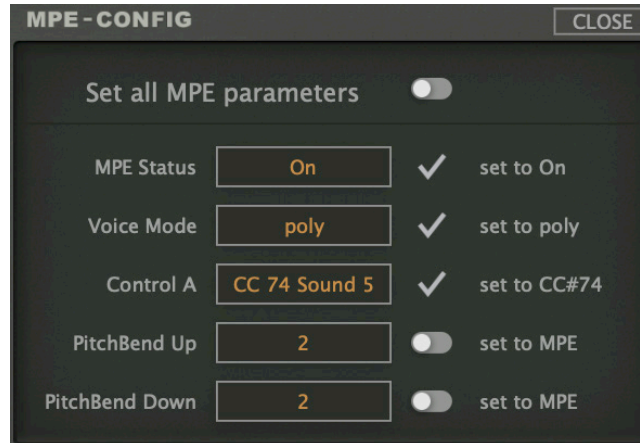 MPE-CONFIG CLOSE
Set all MPE parameters
MPE Status On set to On
Voice Mode poly set to poly
Control A CC 74 Sound 5 set to CC#74
PitchBend Up 2 set to MPE
PitchBend Down 2 set to MPE